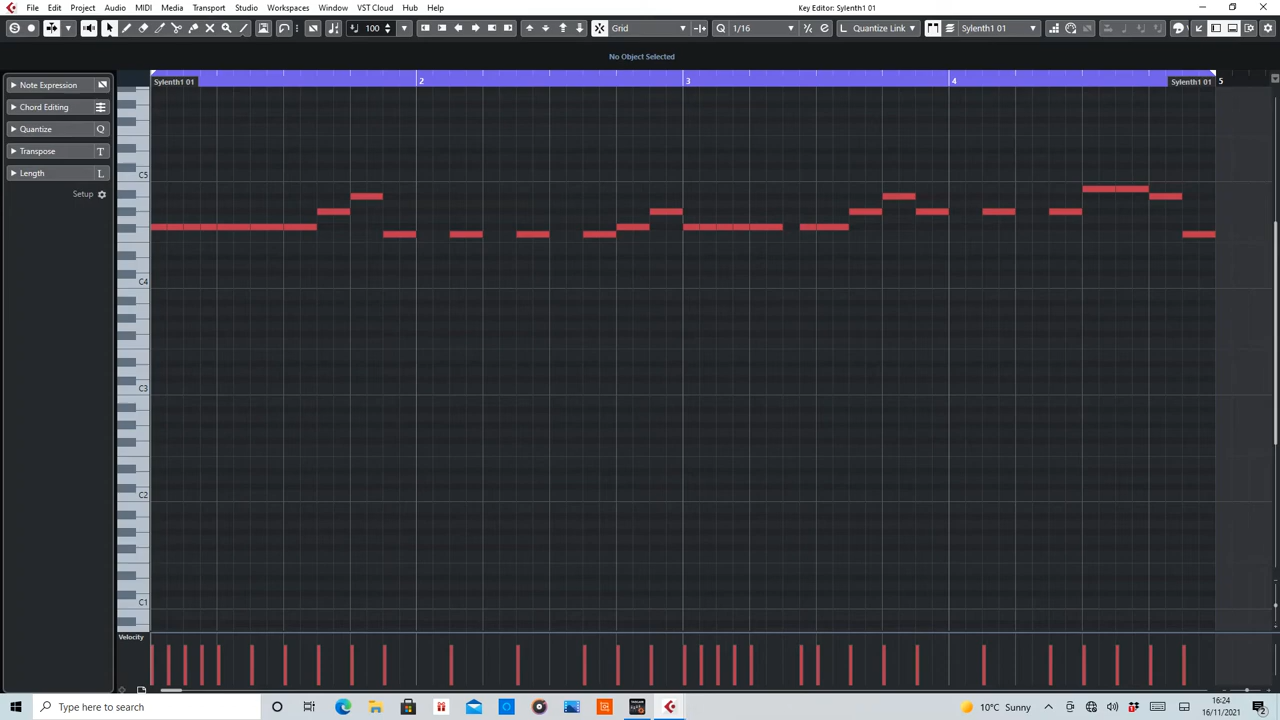 File Edit Project Audio MIDI Media Transport Studio Workspaces Window VST Cloud Hub Help Key Editor: Sylenth1 01
S 100 Grid Q 1/16 L Quantize Link Sylenth1 01
No Object Selected
Sylenth1 01 2 3 4 Sylenth1 01 5
Note Expression
Chord Editing
Quantize Q
Transpose T
Length L
Setup
C5
C4
C3
C2
C1
Velocity
Type here to search
10°C Sunny
16:24
16/11/2021
2